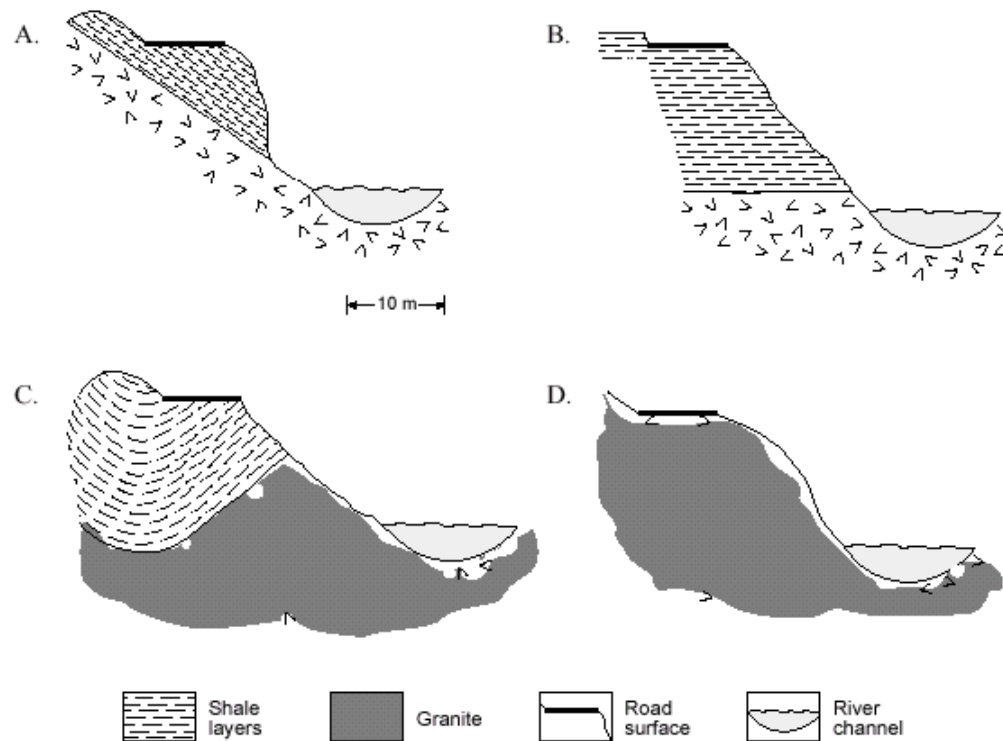 A.
B.
10 m
C.
D.
Shale
layers
Granite
Road
surface
River
channel